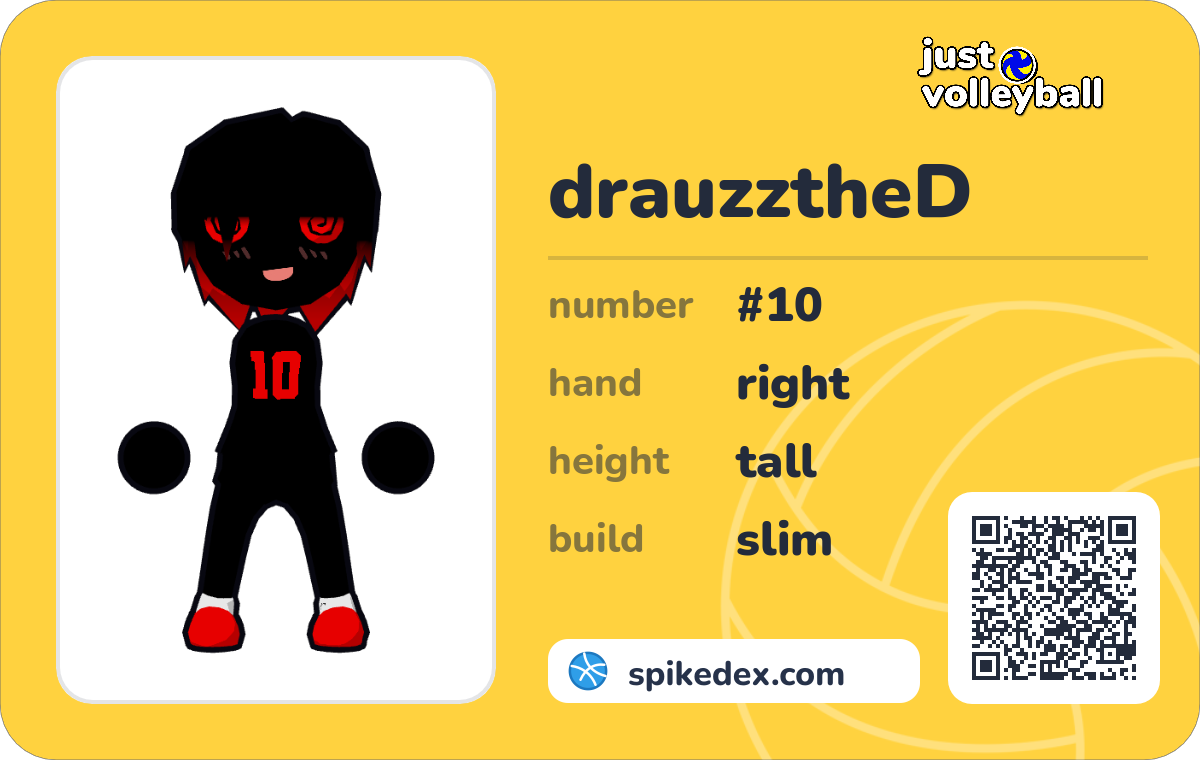 just
volleyball
drauzztheD
number #10
hand right
height tall
build slim
10
spikedex.com